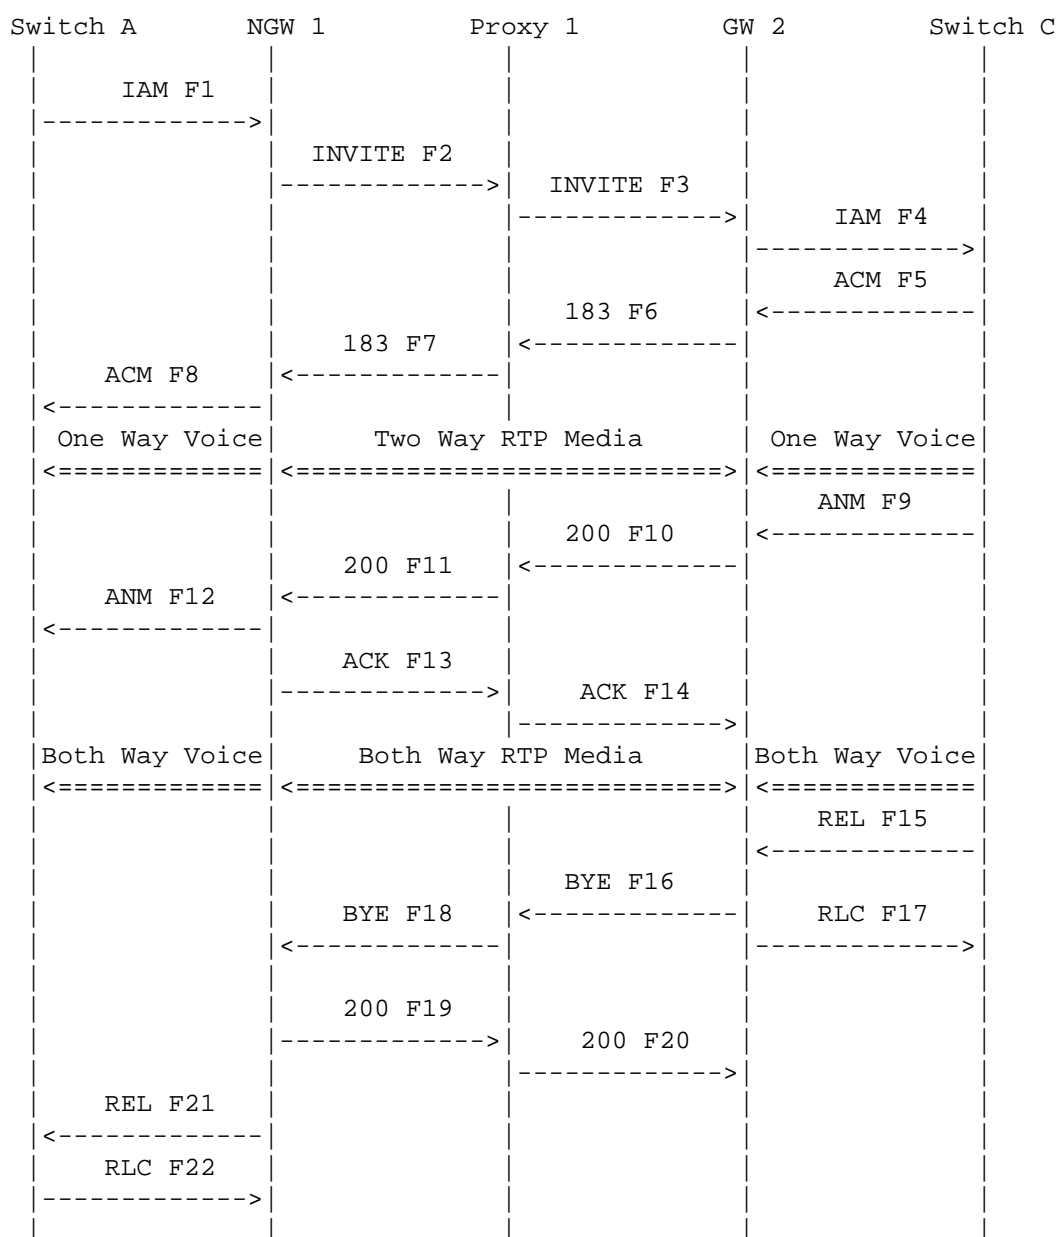 Switch A NGW 1 Proxy 1 GW 2 Switch C
IAM F1
INVITE F2
INVITE F3
IAM F4
ACM F5
183 F6
183 F7
ACM F8
One Way Voice Two Way RTP Media One Way Voice
ANM F9
200 F10
200 F11
ANM F12
ACK F13
ACK F14
Both Way Voice Both Way RTP Media Both Way Voice
REL F15
BYE F16
BYE F18 RLC F17
200 F19
200 F20
REL F21
RLC F22